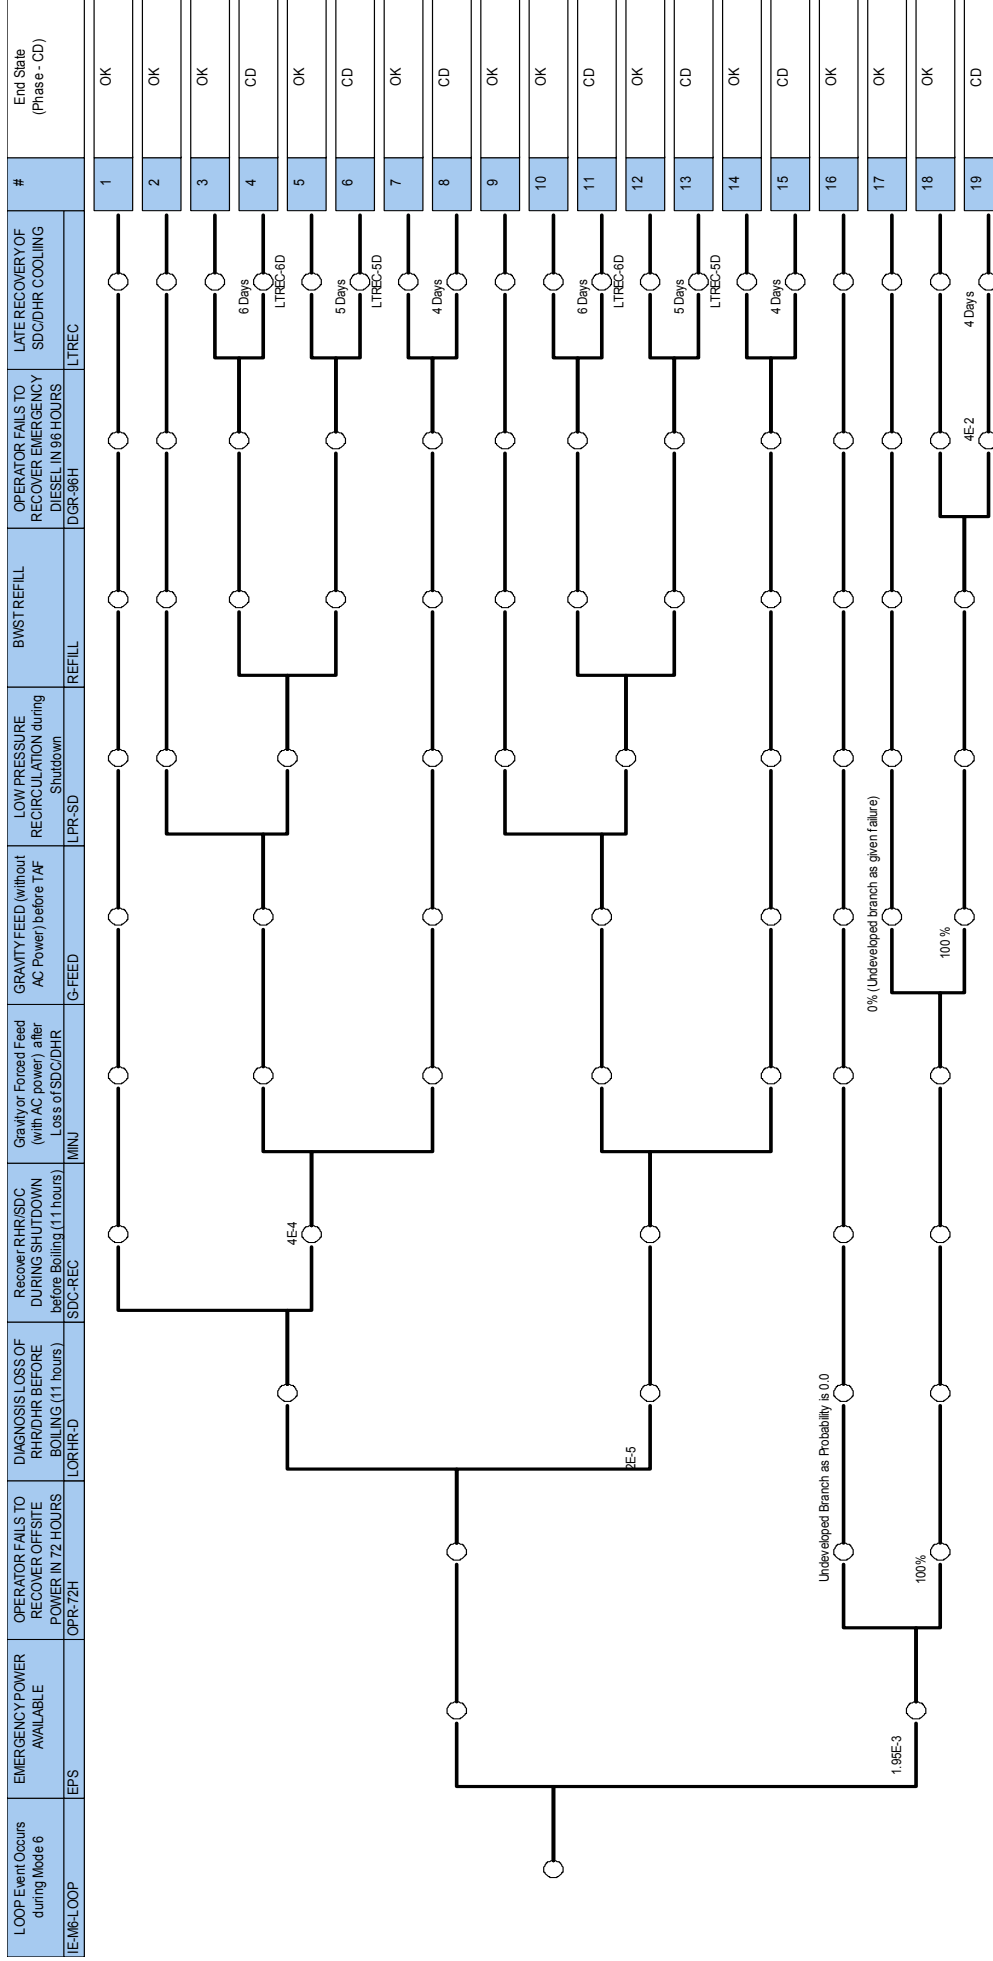 LOOP Event Occurs
during Mode 6
IE-M6-LOOP
EMERGENCY POWER
AVAILABLE
EPS
OPERATOR FAILS TO
RECOVER OFFSITE
POWER IN 72 HOURS
OPR-72H
DIAGNOSIS LOSS OF
RHR/DHR BEFORE
BOILING (11 hours)
LORHR-D
Recover RHR/SDC
DURING SHUTDOWN
before Boiling (11 hours)
SDC-REC
Gravity or Forced Feed
(with AC power) after
Loss of SDC/DHR
MINJ
GRAVITY FEED (without
AC Power) before TAF
G-FEED
LOW PRESSURE
RECIRCULATION during
Shutdown
LPR-SD
BWST REFILL
REFILL
OPERATOR FAILS TO
RECOVER EMERGENCY
DIESEL IN 96 HOURS
DGR-96H
LATE RECOVERY OF
SDC/DHR COOLIING
LTREC
#
End State
(Phase - CD)
1
OK
2
OK
3
OK
6 Days
4
CD
LTREC-6D
4E-4
5
OK
5 Days
6
CD
LTREC-5D
7
OK
4 Days
8
CD
9
OK
10
OK
6 Days
11
CD
LTREC-6D
2E-5
12
OK
5 Days
13
CD
LTREC-5D
14
OK
4 Days
15
CD
Undeveloped Branch as Probability is 0.0
16
OK
0% ( Undeveloped branch as given failure)
17
OK
1.95E-3
100%
100 %
18
OK
4E-2
4 Days
19
CD